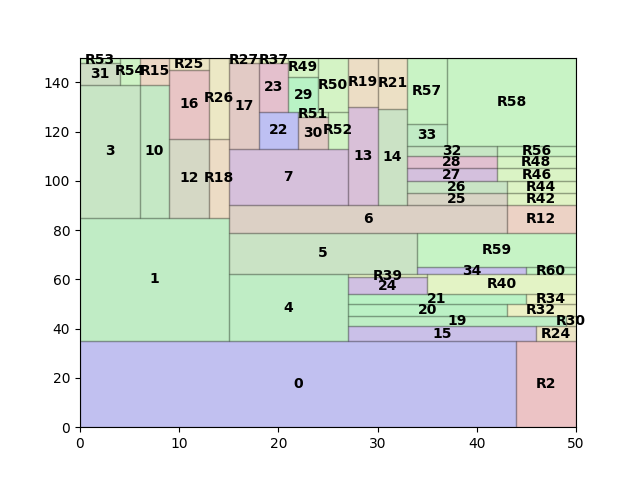 R53 R54 R15 R25 R27 R37 R49 R50 R19 R21 R57 R58
31 16 R26 17 23 29 R51 R52
22 30 33
3 10 12 R18 7 13 14
32 R56
28 R48
27 R46
26 R44
25 R42
6 R12
5 R59
34 R60
R39
24 R40
1 4
21 R34
20 R32
19 R30
15 R24
0 R2
140
120
100
80
60
40
20
0
0 10 20 30 40 50